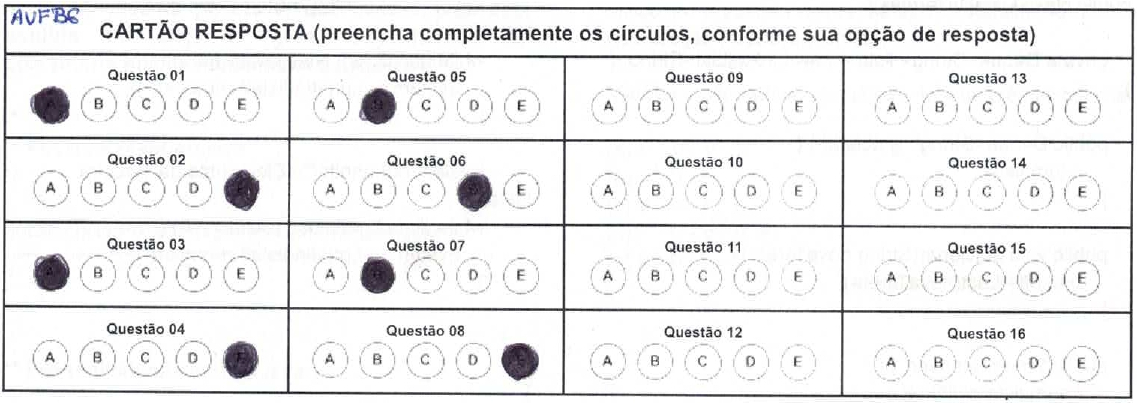 AVFB6
CARTÃO RESPOSTA (preencha completamente os círculos, conforme sua opção de resposta)
Questão 01
B C D E
Questão 05
A C D E
Questão 09
A B C D E
Questão 13
A B C D E
Questão 02
A B C D
Questão 06
A B C E
Questão 10
A B C D E
Questão 14
A B C D E
Questão 03
B C D E
Questão 07
A C D E
Questão 11
A B C D E
Questão 15
A B C D E
Questão 04
A B C D
Questão 08
A B C D
Questão 12
A B C D E
Questão 16
A B C D E